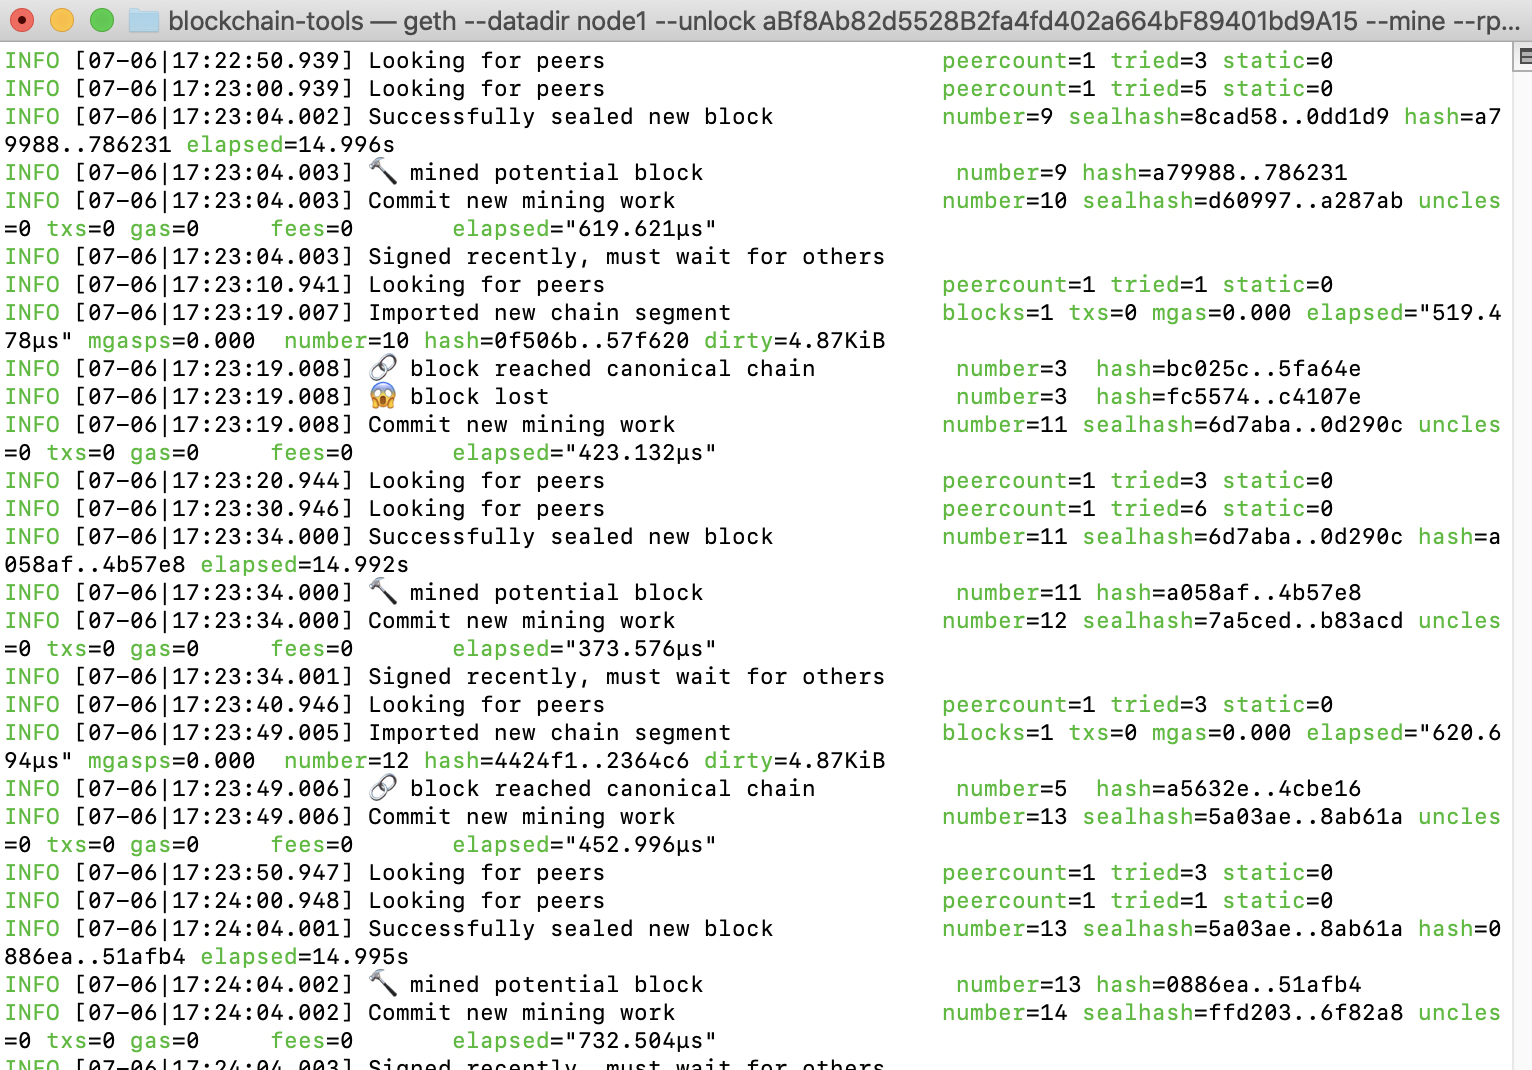 blockchain-tools — geth --datadir node1 --unlock aBf8Ab82d5528B2fa4fd402a664bF89401bd9A15 --mine --rp...
INFO [07-06|17:22:50.939] Looking for peers                        peercount=1 tried=3 static=0
INFO [07-06|17:23:00.939] Looking for peers                        peercount=1 tried=5 static=0
INFO [07-06|17:23:04.002] Successfully sealed new block            number=9 sealhash=8cad58..0dd1d9 hash=a7
9988..786231 elapsed=14.996s
INFO [07-06|17:23:04.003] 🔨 mined potential block                  number=9 hash=a79988..786231
INFO [07-06|17:23:04.003] Commit new mining work                   number=10 sealhash=d60997..a287ab uncles
=0 txs=0 gas=0     fees=0       elapsed="619.621µs"
INFO [07-06|17:23:04.003] Signed recently, must wait for others
INFO [07-06|17:23:10.941] Looking for peers                        peercount=1 tried=1 static=0
INFO [07-06|17:23:19.007] Imported new chain segment               blocks=1 txs=0 mgas=0.000 elapsed="519.4
78µs" mgasps=0.000  number=10 hash=0f506b..57f620 dirty=4.87KiB
INFO [07-06|17:23:19.008] 🔗 block reached canonical chain          number=3  hash=bc025c..5fa64e
INFO [07-06|17:23:19.008] 😱 block lost                             number=3  hash=fc5574..c4107e
INFO [07-06|17:23:19.008] Commit new mining work                   number=11 sealhash=6d7aba..0d290c uncles
=0 txs=0 gas=0     fees=0       elapsed="423.132µs"
INFO [07-06|17:23:20.944] Looking for peers                        peercount=1 tried=3 static=0
INFO [07-06|17:23:30.946] Looking for peers                        peercount=1 tried=6 static=0
INFO [07-06|17:23:34.000] Successfully sealed new block            number=11 sealhash=6d7aba..0d290c hash=a
058af..4b57e8 elapsed=14.992s
INFO [07-06|17:23:34.000] 🔨 mined potential block                  number=11 hash=a058af..4b57e8
INFO [07-06|17:23:34.000] Commit new mining work                   number=12 sealhash=7a5ced..b83acd uncles
=0 txs=0 gas=0     fees=0       elapsed="373.576µs"
INFO [07-06|17:23:34.001] Signed recently, must wait for others
INFO [07-06|17:23:40.946] Looking for peers                        peercount=1 tried=3 static=0
INFO [07-06|17:23:49.005] Imported new chain segment               blocks=1 txs=0 mgas=0.000 elapsed="620.6
94µs" mgasps=0.000  number=12 hash=4424f1..2364c6 dirty=4.87KiB
INFO [07-06|17:23:49.006] 🔗 block reached canonical chain          number=5  hash=a5632e..4cbe16
INFO [07-06|17:23:49.006] Commit new mining work                   number=13 sealhash=5a03ae..8ab61a uncles
=0 txs=0 gas=0     fees=0       elapsed="452.996µs"
INFO [07-06|17:23:50.947] Looking for peers                        peercount=1 tried=3 static=0
INFO [07-06|17:24:00.948] Looking for peers                        peercount=1 tried=1 static=0
INFO [07-06|17:24:04.001] Successfully sealed new block            number=13 sealhash=5a03ae..8ab61a hash=0
886ea..51afb4 elapsed=14.995s
INFO [07-06|17:24:04.002] 🔨 mined potential block                  number=13 hash=0886ea..51afb4
INFO [07-06|17:24:04.002] Commit new mining work                   number=14 sealhash=ffd203..6f82a8 uncles
=0 txs=0 gas=0     fees=0       elapsed="732.504µs"
INFO [07-06|17:24:04.003] Signed recently, must wait for others